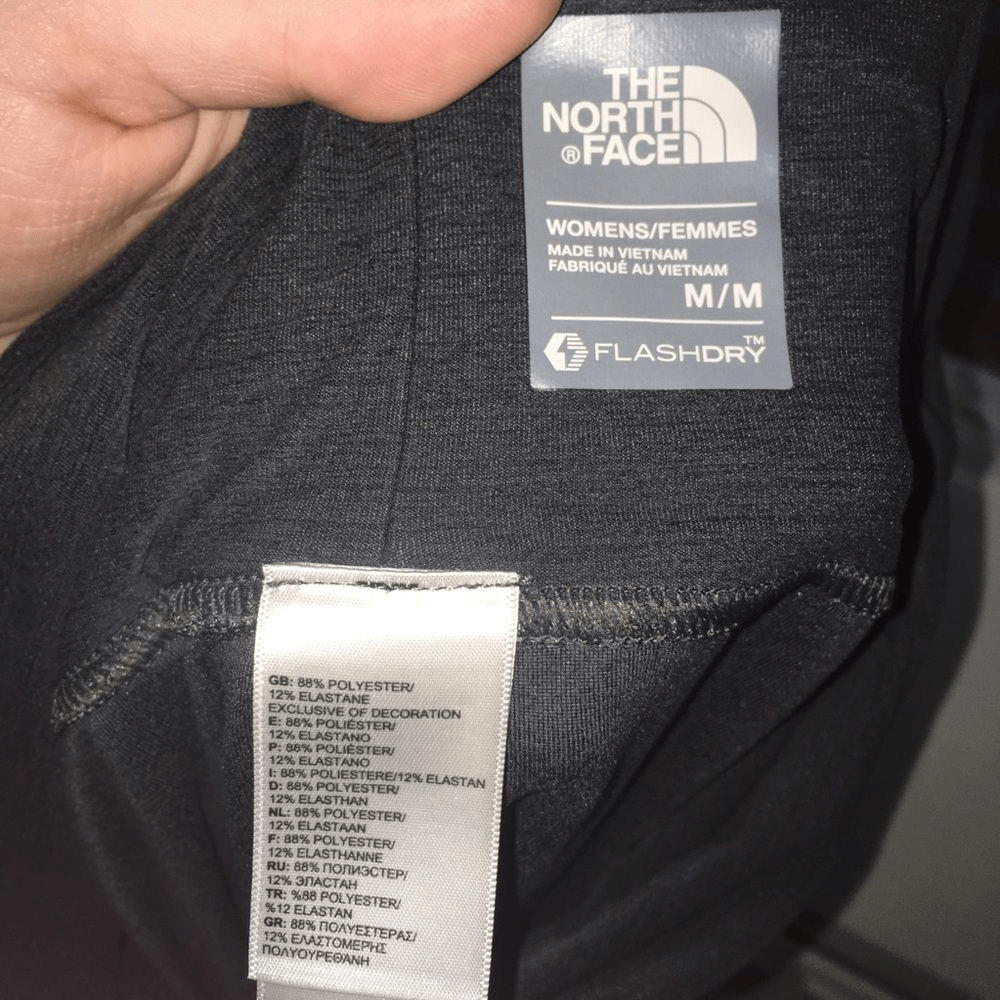 THE
NORTH
®FACE
WOMENS/FEMMES
MADE IN VIETNAM
FABRIQUÉ AU VIETNAM
M/M
FLASHDRY™
GB: 88% POLYESTER/
12% ELASTANE
EXCLUSIVE OF DECORATION
E: 88% POLIÉSTER/
12% ELASTANO
P: 88% POLIÉSTER/
12% ELASTANO
I: 88% POLIESTERE/12% ELASTAN
D: 88% POLYESTER/
12% ELASTHAN
NL: 88% POLYESTER/
12% ELASTAAN
F: 88% POLYESTER/
12% ELASTHANNE
RU: 88% ПОЛИЭСТЕР/
12% ЭЛАСТАН
TR: %88 POLYESTER/
%12 ELASTAN
GR: 88% ΠΟΛΥΕΣΤΕΡΑΣ/
12% ΕΛΑΣΤΟΜΕΡΗΣ
ΠΟΛΥΟΥΡΕΘΑΝΗ